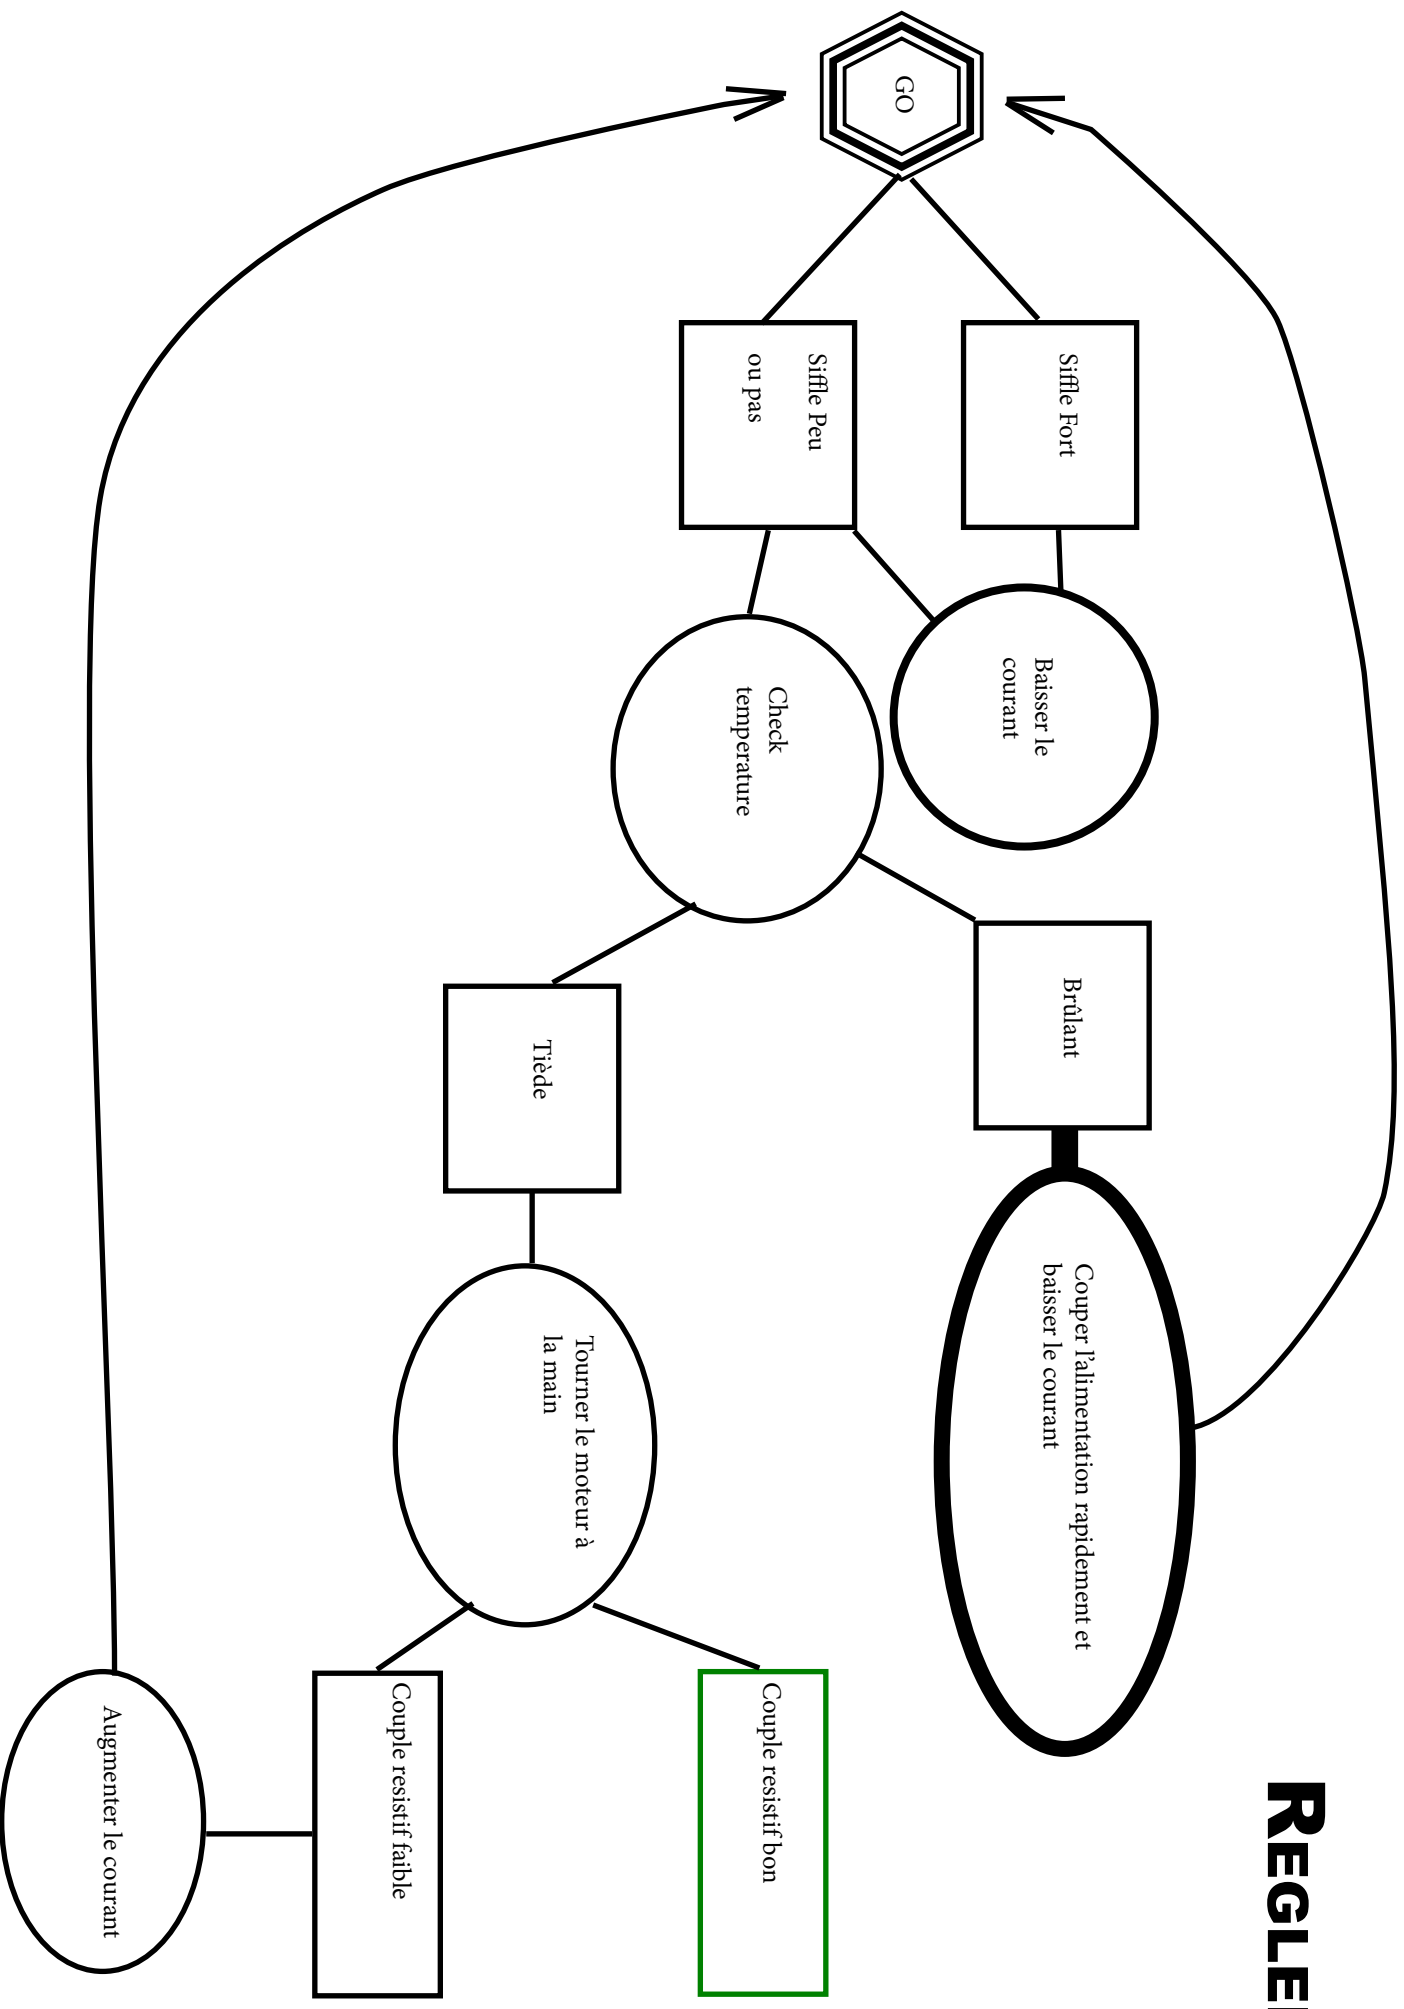 REGLE
GO
Siffle Fort
Siffle Peu
ou pas
Baisser le
courant
Check
temperature
Brûlant
Tiède
Couper l'alimentation rapidement et
baisser le courant
Tourner le moteur à
la main
Couple resistif bon
Couple resistif faible
Augmenter le courant